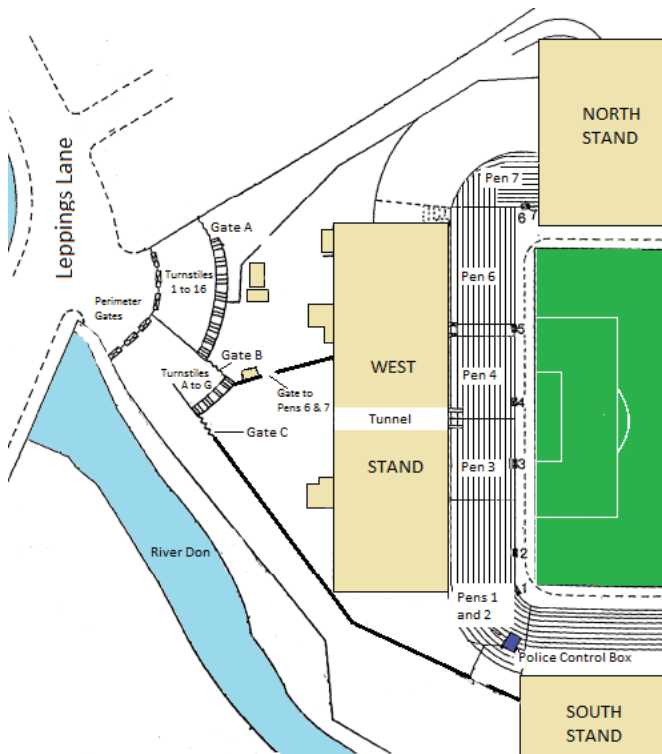 NORTH
STAND
Leppings Lane
Pen 7
6
7
Gate A
Turnstiles
1 to 16
Pen 6
Perimeter
Gates
5
Gate B
WEST
Pen 4
Turnstiles
A to G
Gate to
Pens 6 & 7
4
Tunnel
Gate C
STAND
Pen 3
3
River Don
2
1
Pens 1
and 2
Police Control Box
SOUTH
STAND